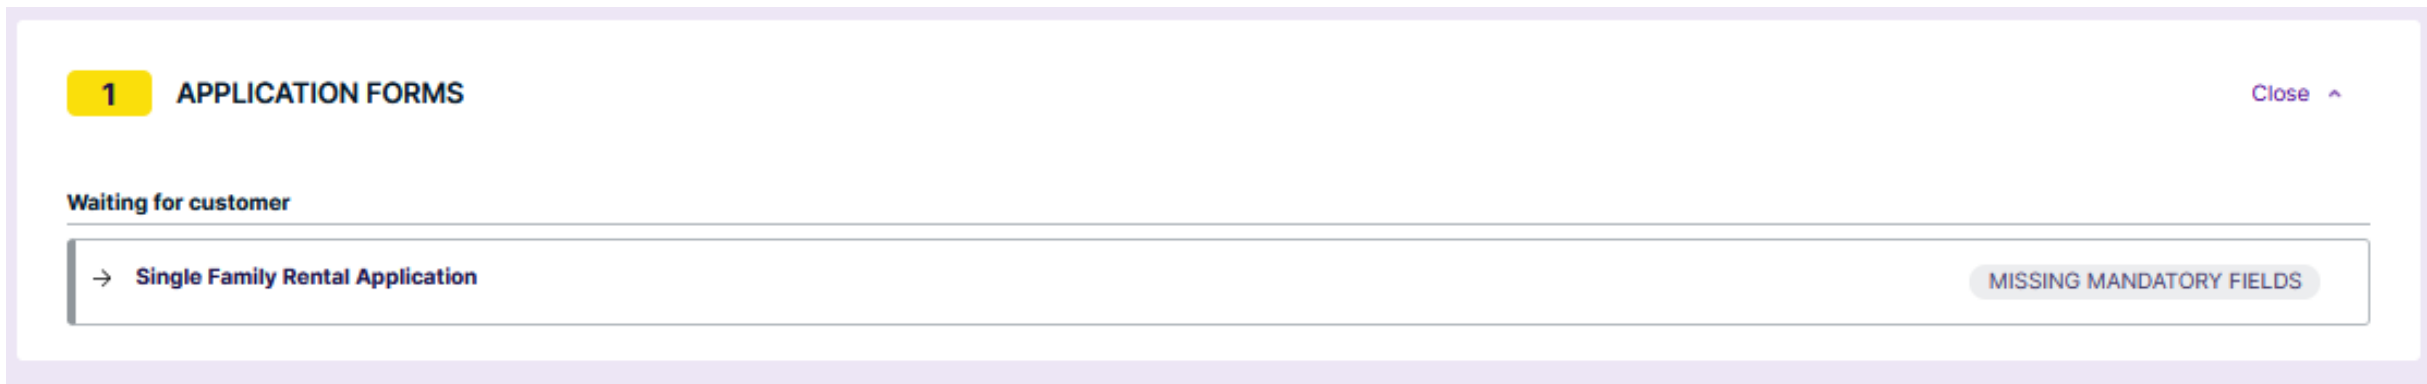 1 APPLICATION FORMS Close
Waiting for customer
Single Family Rental Application MISSING MANDATORY FIELDS